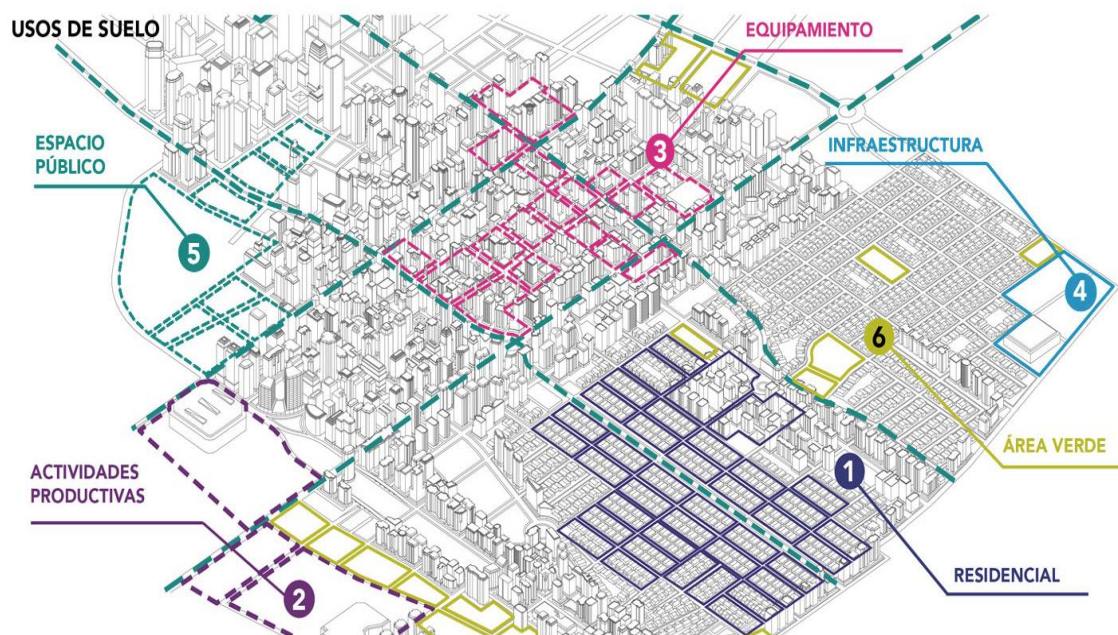 USOS DE SUELO
EQUIPAMIENTO
3
ESPACIO
PÚBLICO
5
INFRAESTRUCTURA
4
6
ÁREA VERDE
ACTIVIDADES
PRODUCTIVAS
2
1
RESIDENCIAL